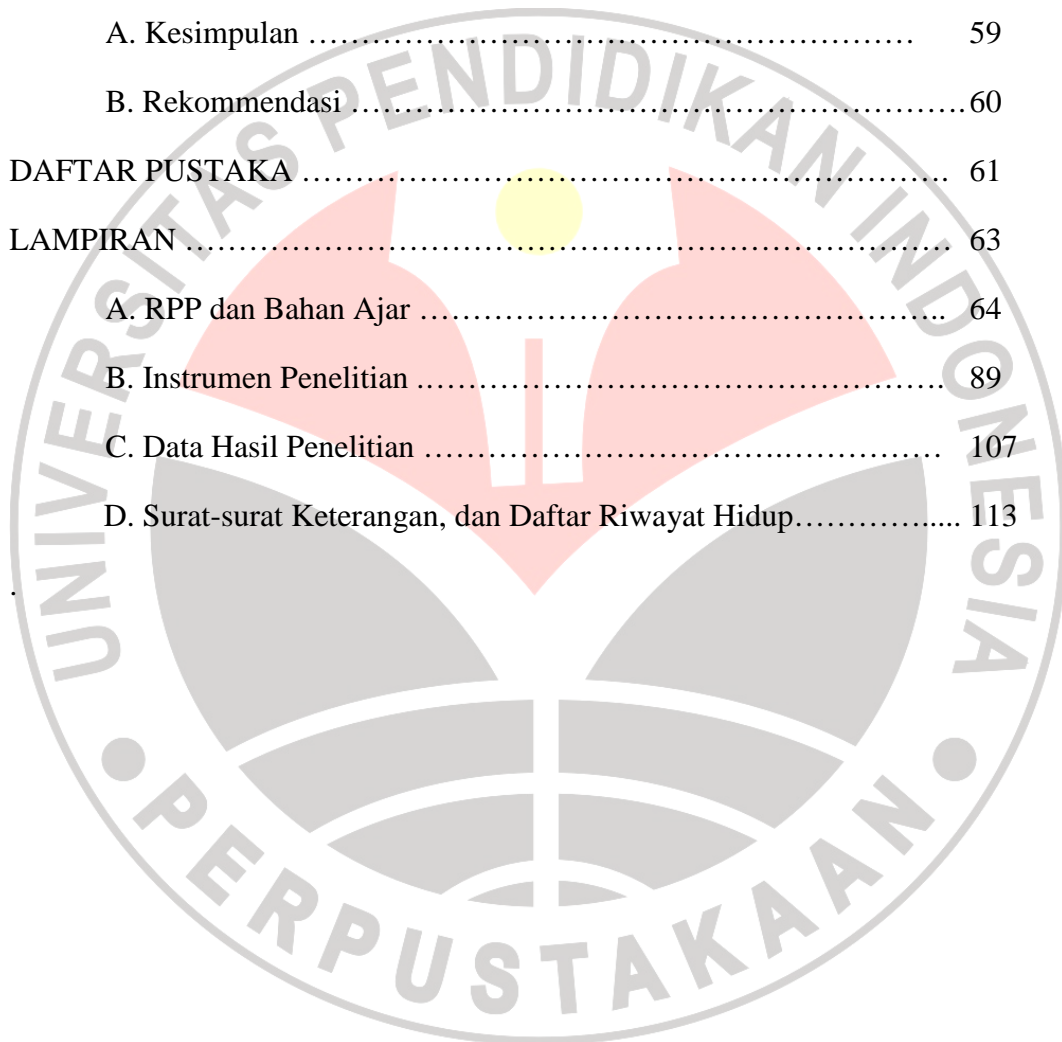 A. Kesimpulan ………………………………………………………… 59
B. Rekommendasi …………………………………………………………… 60
DAFTAR PUSTAKA ……………………………………………………………… 61
LAMPIRAN …………………………………………………………………………… 63
A. RPP dan Bahan Ajar …………………………………………………. 64
B. Instrumen Penelitian …………………………………………………. 89
C. Data Hasil Penelitian ………………………………….……………… 107
D. Surat-surat Keterangan, dan Daftar Riwayat Hidup…………...... 113
.
UNIVERSITAS PENDIDIKAN INDONESIA
• PERPUSTAKAAN •